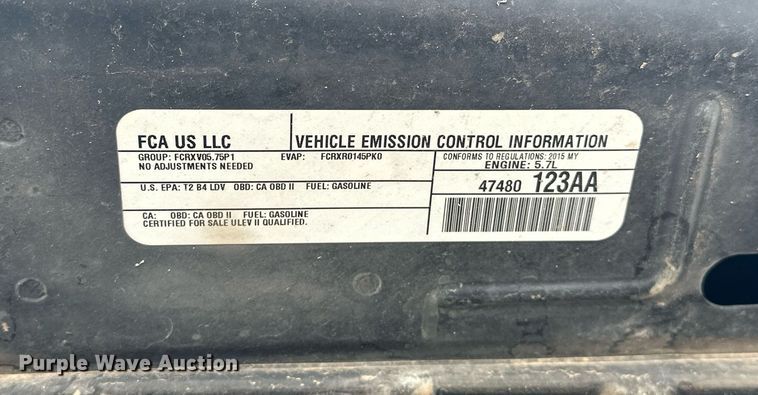 FCA US LLC
VEHICLE EMISSION CONTROL INFORMATION
GROUP: FCRXV05.75P1 EVAP: FCRXR0145PK0
NO ADJUSTMENTS NEEDED
CONFORMS TO REGULATIONS: 2015 MY
ENGINE: 5.7L
U.S. EPA: T2 B4 LDV OBD: CA OBD II FUEL: GASOLINE
47480 123AA
CA: OBD: CA OBD II FUEL: GASOLINE
CERTIFIED FOR SALE ULEV II QUALIFIED.
Purple Wave Auction